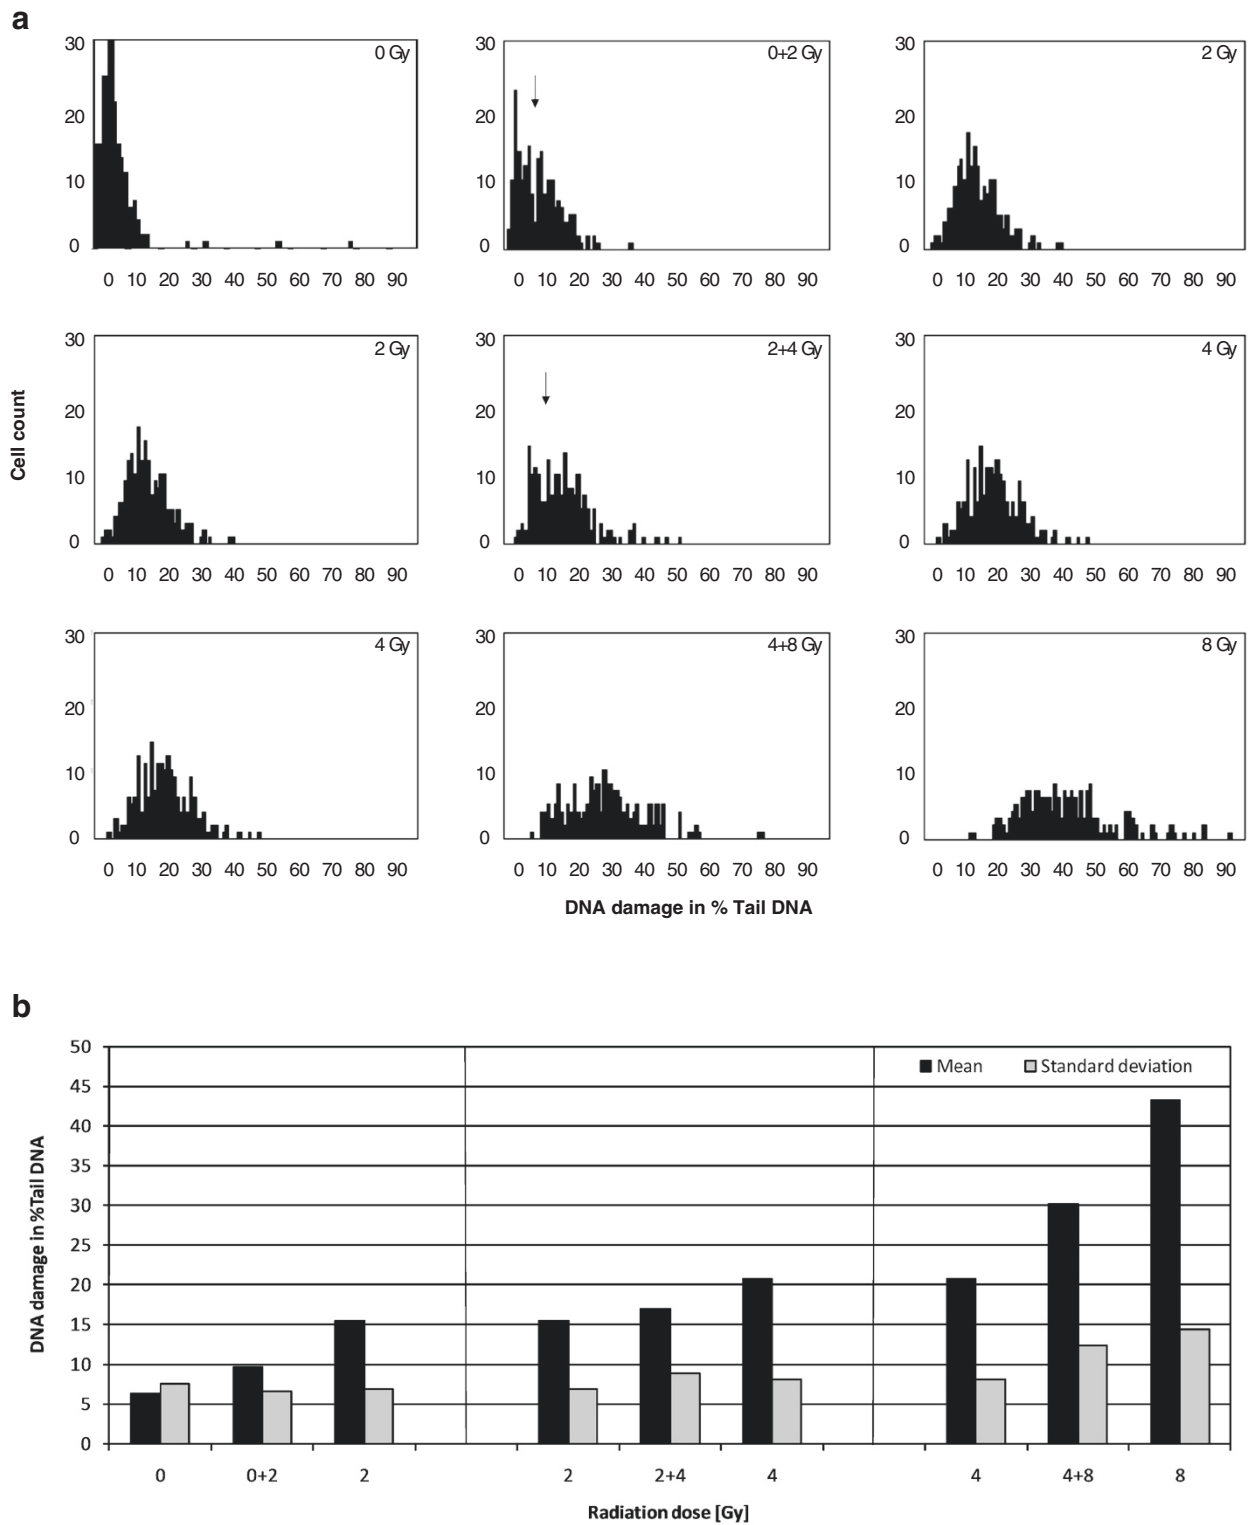 a
0 Gy
0+2 Gy
2 Gy
30
20
10
0
0 10 20 30 40 50 60 70 80 90
30
20
10
0
0 10 20 30 40 50 60 70 80 90
30
20
10
0
0 10 20 30 40 50 60 70 80 90
Cell count
2 Gy
2+4 Gy
4 Gy
30
20
10
0
0 10 20 30 40 50 60 70 80 90
30
20
10
0
0 10 20 30 40 50 60 70 80 90
30
20
10
0
0 10 20 30 40 50 60 70 80 90
4 Gy
4+8 Gy
8 Gy
30
20
10
0
0 10 20 30 40 50 60 70 80 90
30
20
10
0
0 10 20 30 40 50 60 70 80 90
30
20
10
0
0 10 20 30 40 50 60 70 80 90
DNA damage in % Tail DNA
b
DNA damage in %Tail DNA
50
45
40
35
30
25
20
15
10
5
0
Mean Standard deviation
0 0+2 2 2 2+4 4 4 4+8 8
Radiation dose [Gy]